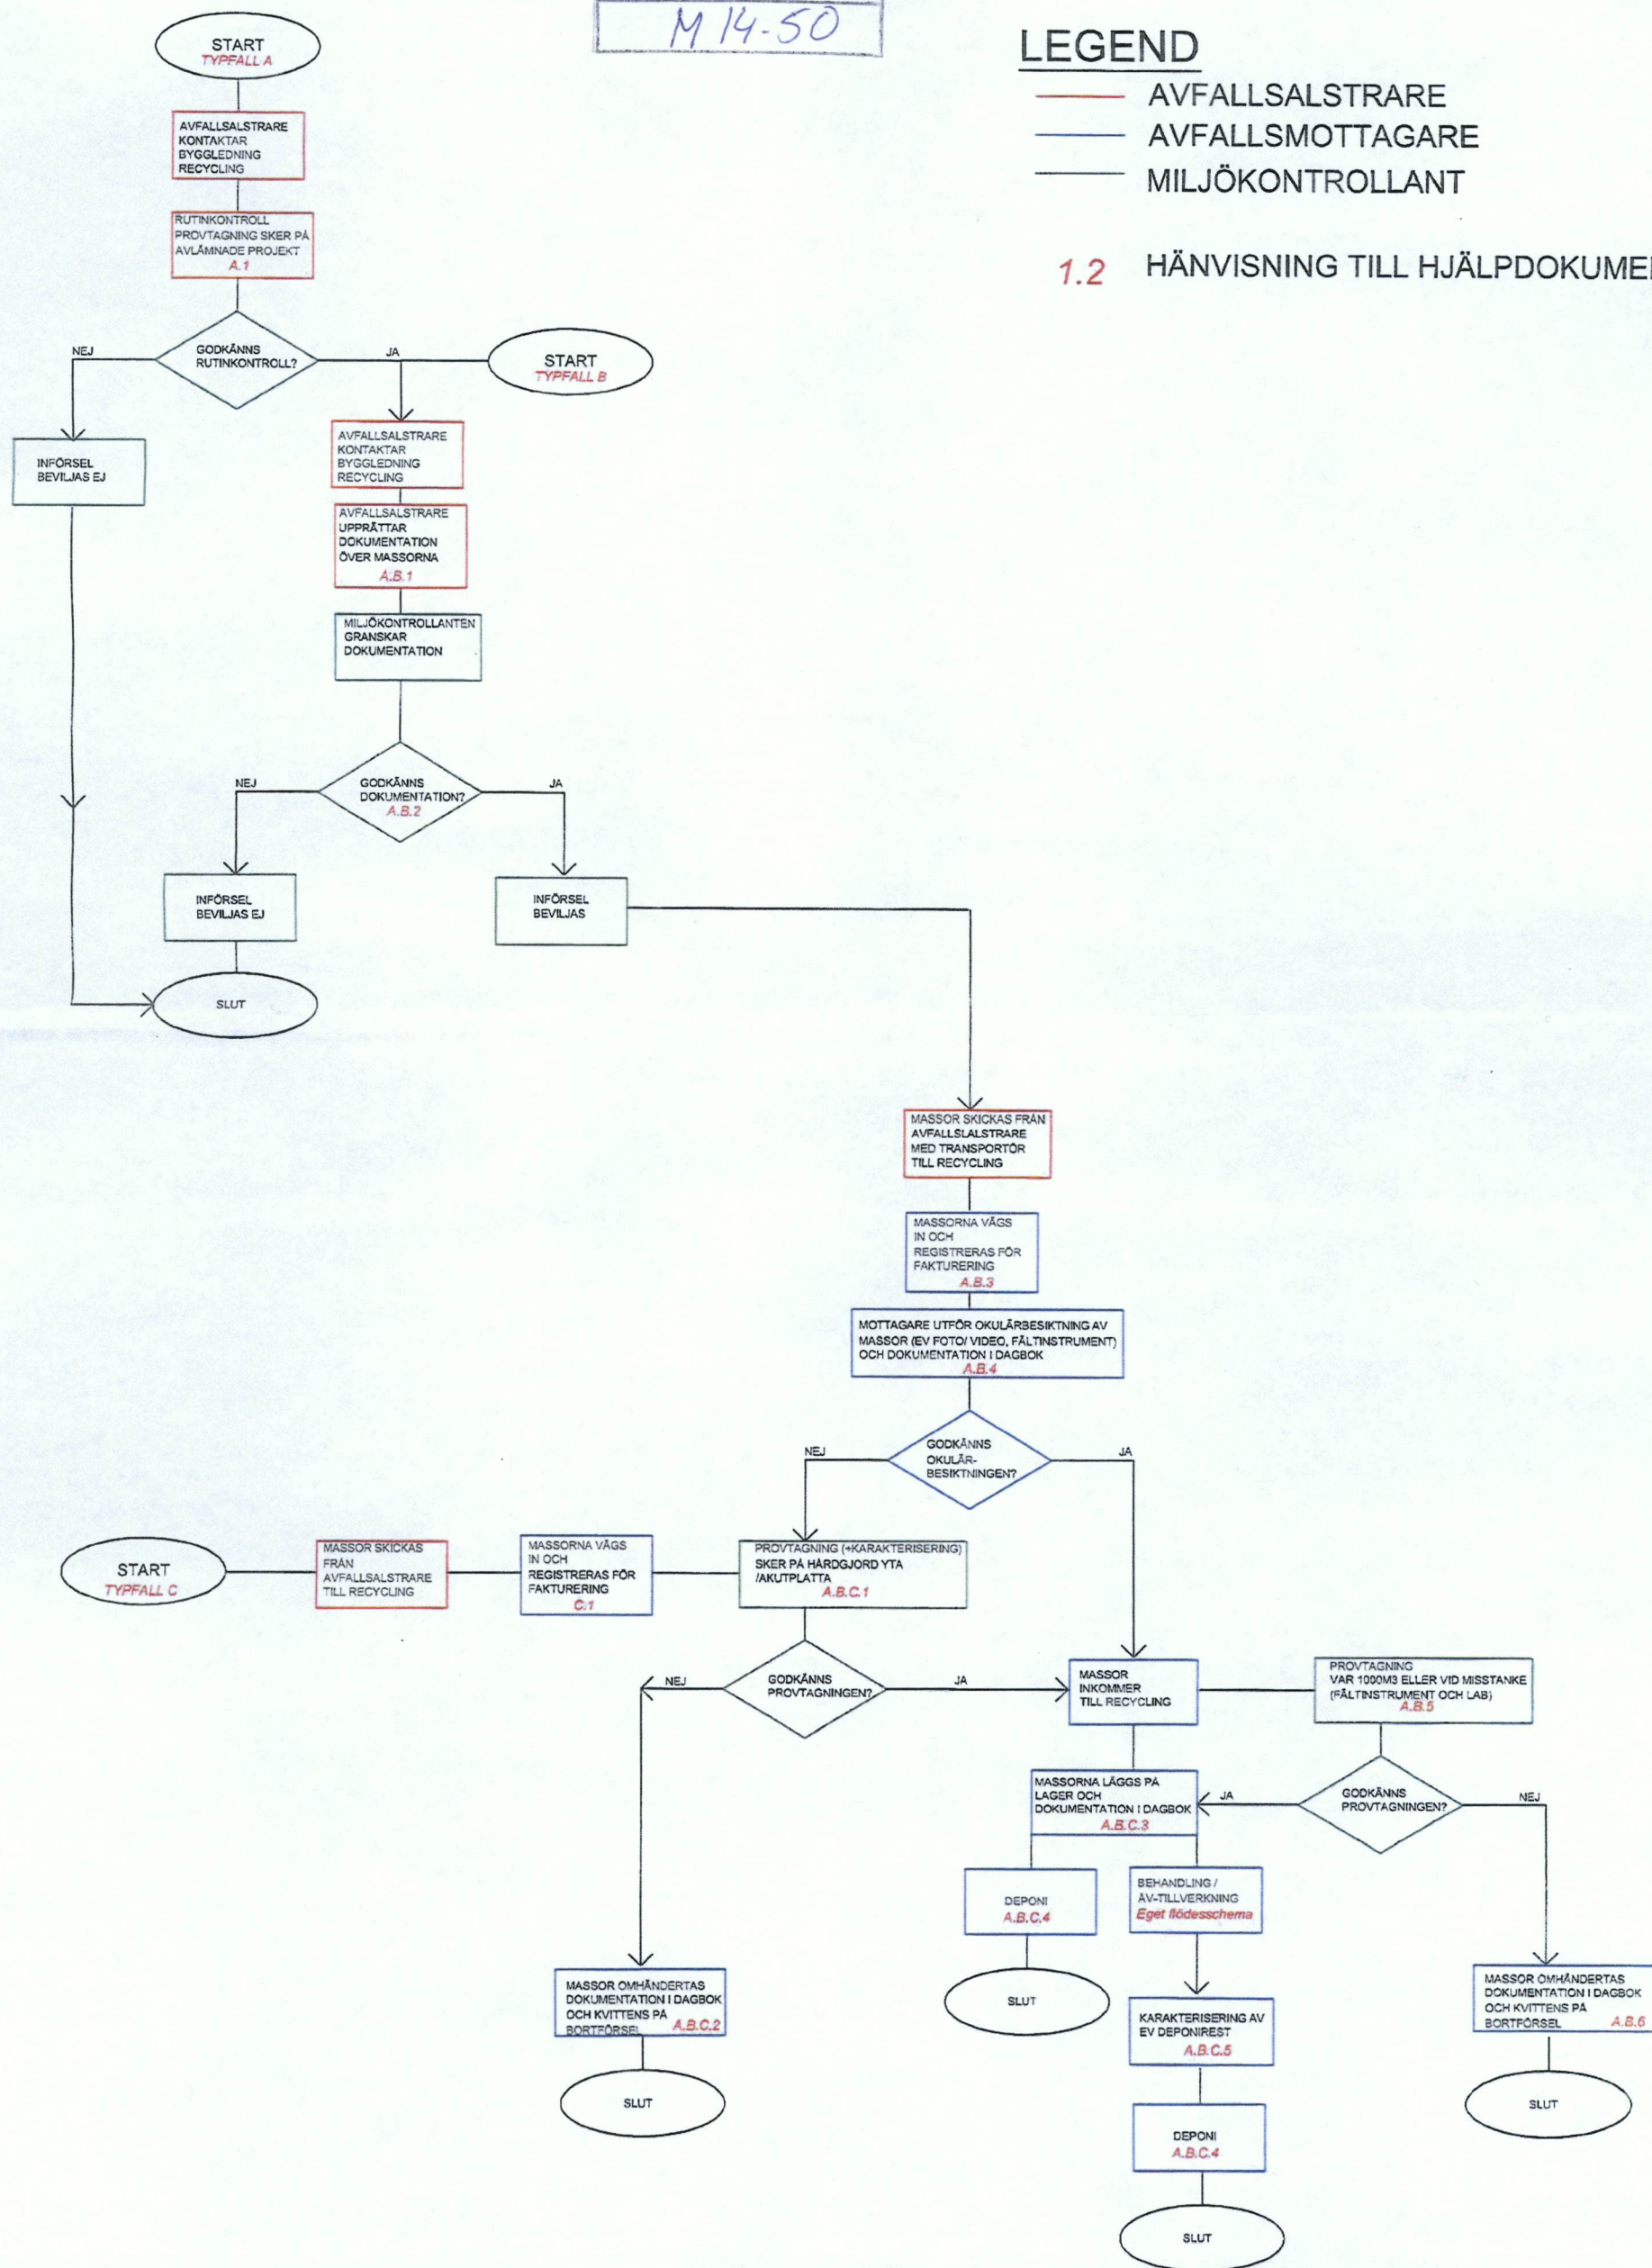 M 14-50
LEGEND
AVFALLSALSTRARE
AVFALLSMOTTAGARE
MILJÖKONTROLLANT
1.2 HÄNVISNING TILL HJÄLPDOKUME
START
TYPFALL A
AVFALLSALSTRARE
KONTAKTAR
BYGGLEDNING
RECYCLING
RUTINKONTROLL
PROVTAGNING SKER PÅ
AVLÄMNADE PROJEKT
A.1
GODKÄNNS
RUTINKONTROLL?
NEJ
JA
START
TYPFALL B
INFÖRSEL
BEVILJAS EJ
AVFALLSALSTRARE
KONTAKTAR
BYGGLEDNING
RECYCLING
AVFALLSALSTRARE
UPPRÄTTAR
DOKUMENTATION
ÖVER MASSORNA
A.B.1
MILJÖKONTROLLANTEN
GRANSKAR
DOKUMENTATION
GODKÄNNS
DOKUMENTATION?
A.B.2
NEJ
JA
INFÖRSEL
BEVILJAS EJ
INFÖRSEL
BEVILJAS
SLUT
MASSOR SKICKAS FRÅN
AVFALLSLALSTRARE
MED TRANSPORTÖR
TILL RECYCLING
MASSORNA VÄGS
IN OCH
REGISTRERAS FÖR
FAKTURERING
A.B.3
MOTTAGARE UTFÖR OKULÄRBESIKTNING AV
MASSOR (EV FOTO/ VIDEO, FÄLTINSTRUMENT)
OCH DOKUMENTATION I DAGBOK
A.B.4
GODKÄNNS
OKULÄR-
BESIKTNINGEN?
NEJ
JA
START
TYPFALL C
MASSOR SKICKAS
FRÅN
AVFALLSALSTRARE
TILL RECYCLING
MASSORNA VÄGS
IN OCH
REGISTRERAS FÖR
FAKTURERING
C.1
PROVTAGNING (+KARAKTERISERING)
SKER PÅ HÅRDGJORD YTA
/AKUTPLATTA
A.B.C.1
GODKÄNNS
PROVTAGNINGEN?
NEJ
JA
MASSOR
INKOMMER
TILL RECYCLING
PROVTAGNING
VAR 1000M3 ELLER VID MISSTANKE
(FÄLTINSTRUMENT OCH LAB)
A.B.5
MASSORNA LÄGGS PÅ
LAGER OCH
DOKUMENTATION I DAGBOK
A.B.C.3
GODKÄNNS
PROVTAGNINGEN?
JA
NEJ
DEPONI
A.B.C.4
BEHANDLING /
ÅV-TILLVERKNING
Eget flödesschema
SLUT
MASSOR OMHÄNDERTAS
DOKUMENTATION I DAGBOK
OCH KVITTENS PÅ
BORTFÖRSEL A.B.C.2
KARAKTERISERING AV
EV DEPONIREST
A.B.C.5
MASSOR OMHÄNDERTAS
DOKUMENTATION I DAGBOK
OCH KVITTENS PÅ
BORTFÖRSEL A.B.6
SLUT
DEPONI
A.B.C.4
SLUT
SLUT